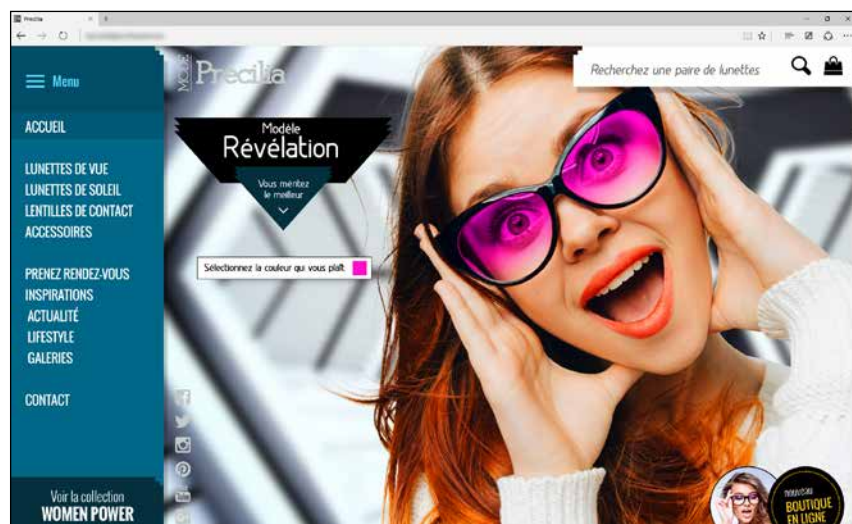 Precilia
Menu
ACCUEIL
LUNETTES DE VUE
LUNETTES DE SOLEIL
LENTILLES DE CONTACT
ACCESSOIRES
PRENEZ RENDEZ-VOUS
INSPIRATIONS
ACTUALITÉ
LIFESTYLE
GALERIES
CONTACT
Voir la collection
WOMEN POWER
MODE Precilia
Recherchez une paire de lunettes
Modèle
Révélation
Vous méritez
le meilleur
Sélectionnez la couleur qui vous plaît
nouveau
BOUTIQUE
EN LIGNE